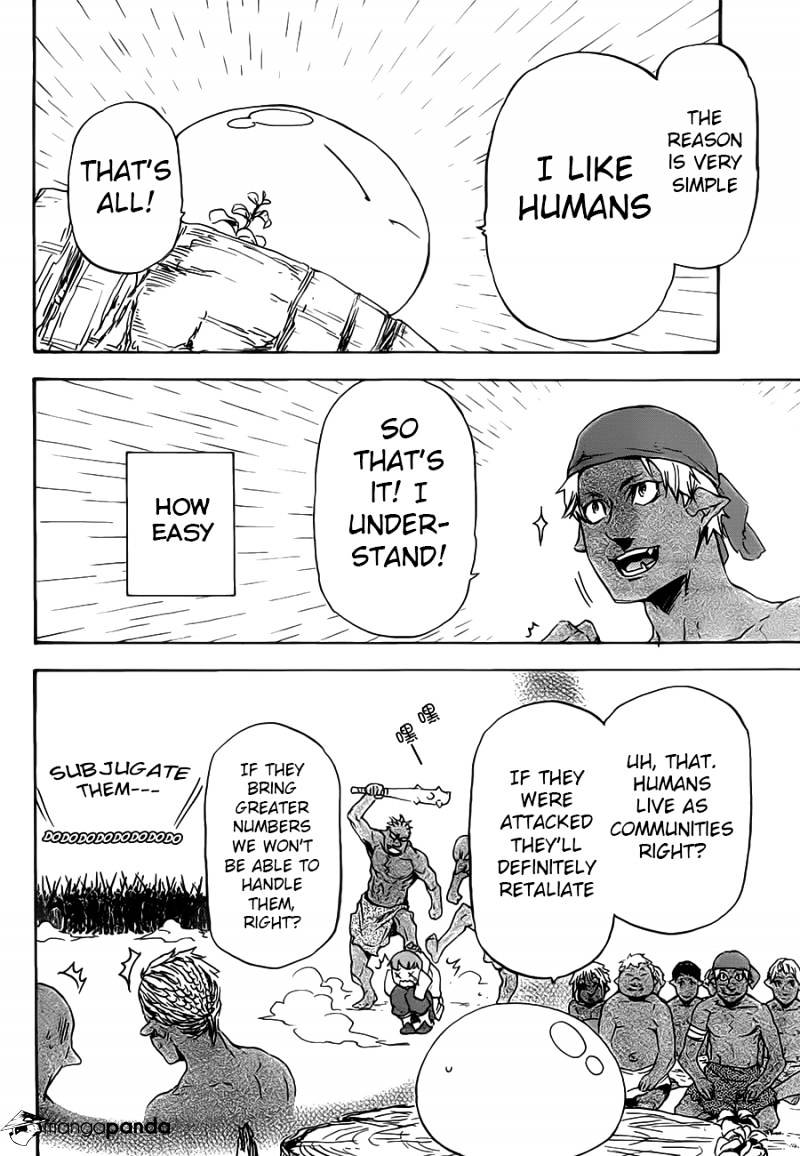 THE
REASON
IS VERY
SIMPLE
I LIKE
HUMANS
THAT'S
ALL!
SO
THAT'S
IT! I
UNDER-
STAND!
HOW
EASY
UH, THAT.
HUMANS
LIVE AS
COMMUNITIES
RIGHT?
IF THEY
WERE
ATTACKED
THEY'LL
DEFINITELY
RETALIATE
嘿
嘿
IF THEY
BRING
GREATER
NUMBERS
WE WON'T
BE ABLE TO
HANDLE
THEM,
RIGHT?
SUBJUGATE
THEM---
DODODODODODODODO
mangapanda